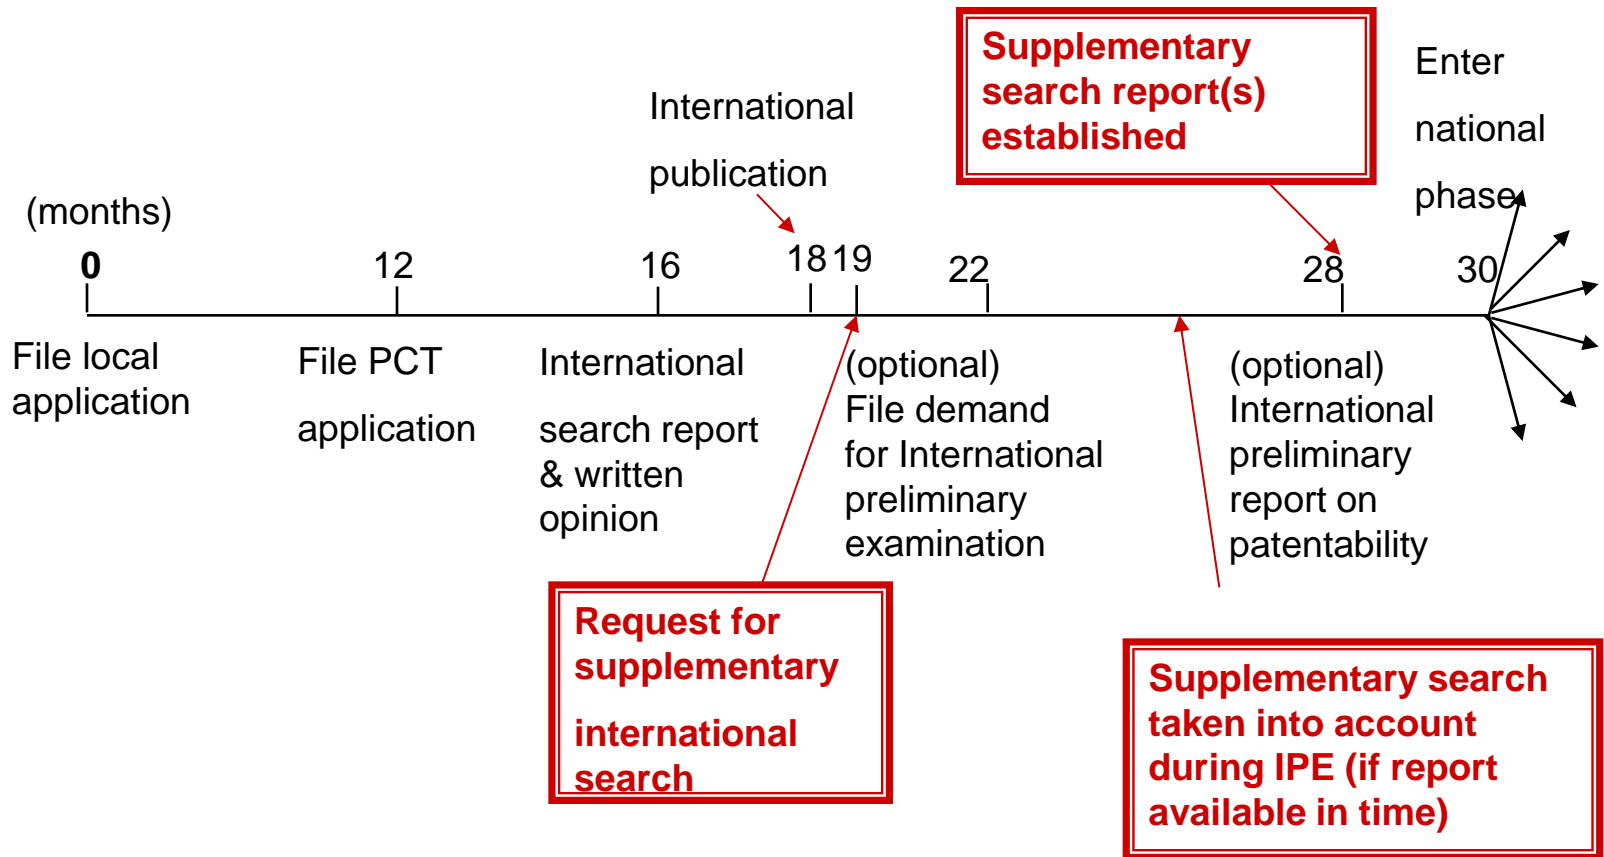 Supplementary
search report(s)
established
Enter
national
phase
International
publication
(months)
0
12
16
18
19
22
28
30
File local
application
File PCT
application
International
search report
& written
opinion
(optional)
File demand
for International
preliminary
examination
(optional)
International
preliminary
report on
patentability
Request for
supplementary
international
search
Supplementary search
taken into account
during IPE (if report
available in time)